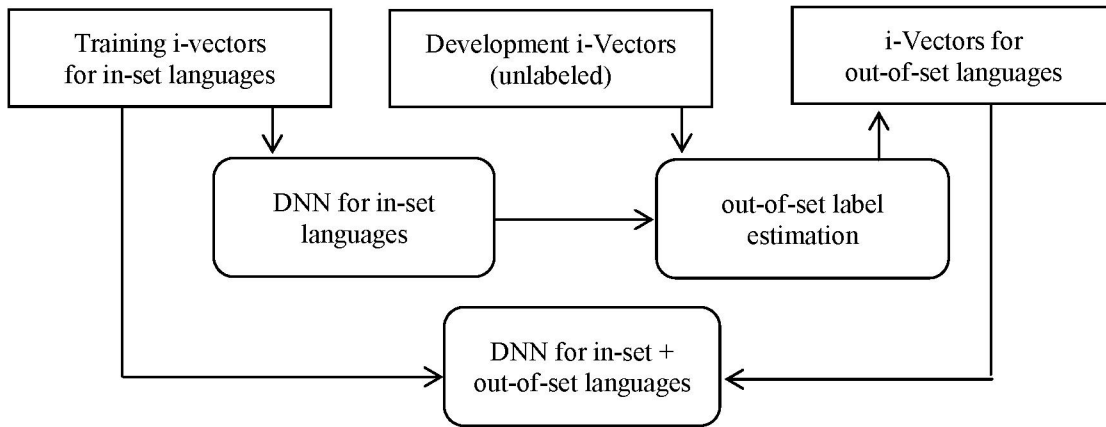 Training i-vectors
for in-set languages
Development i-Vectors
(unlabeled)
i-Vectors for
out-of-set languages
DNN for in-set
languages
out-of-set label
estimation
DNN for in-set +
out-of-set languages